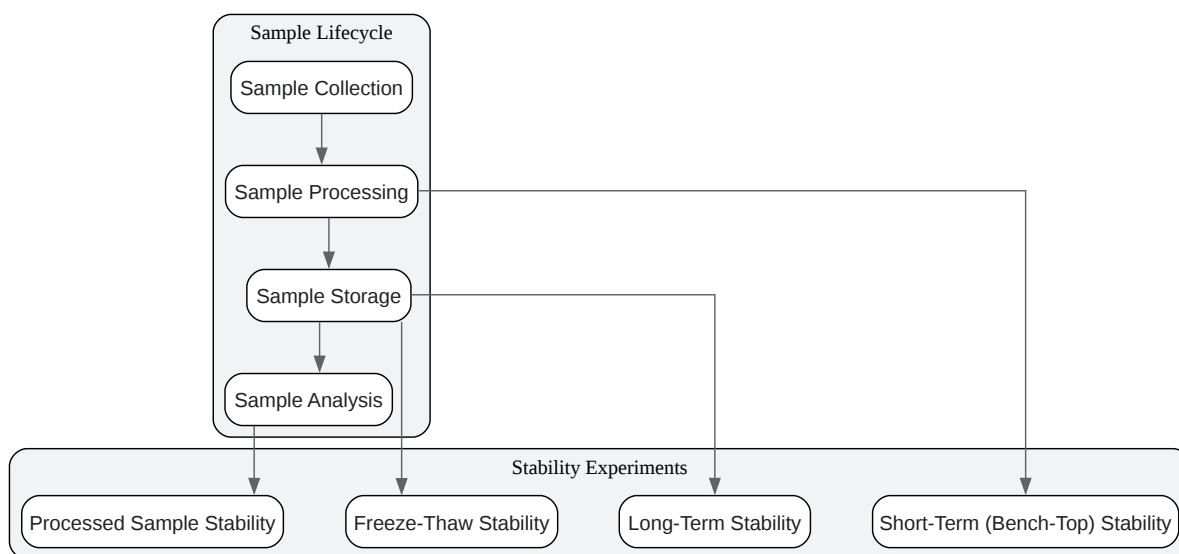 Sample Lifecycle
Sample Collection
Sample Processing
Sample Storage
Sample Analysis
Stability Experiments
Processed Sample Stability
Freeze-Thaw Stability
Long-Term Stability
Short-Term (Bench-Top) Stability